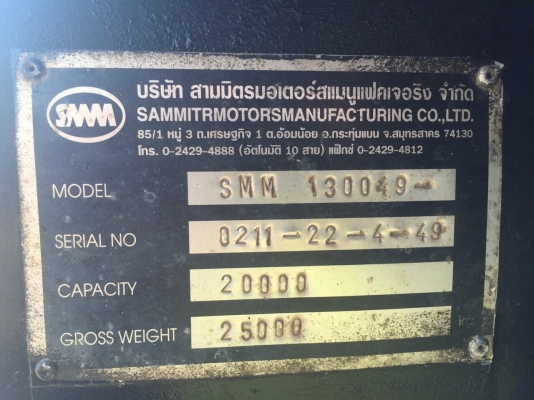 SMM
บริษัท สามมิตรมอเตอร์สแมนูแฟคเจอริง จำกัด
SAMMITRMOTORSMANUFACTURING CO.,LTD.
85/1 หมู่ 3 ถ.เศรษฐกิจ 1 ต.อ้อมน้อย อ.กระทุ่มแบน จ.สมุทรสาคร 74130
โทร. 0-2429-4888 (อัตโนมัติ 10 สาย) แฟ็กซ์ 0-2429-4812
MODEL SMM 130049-
SERIAL NO 0211-22-4-49
CAPACITY 20000
GROSS WEIGHT 25000